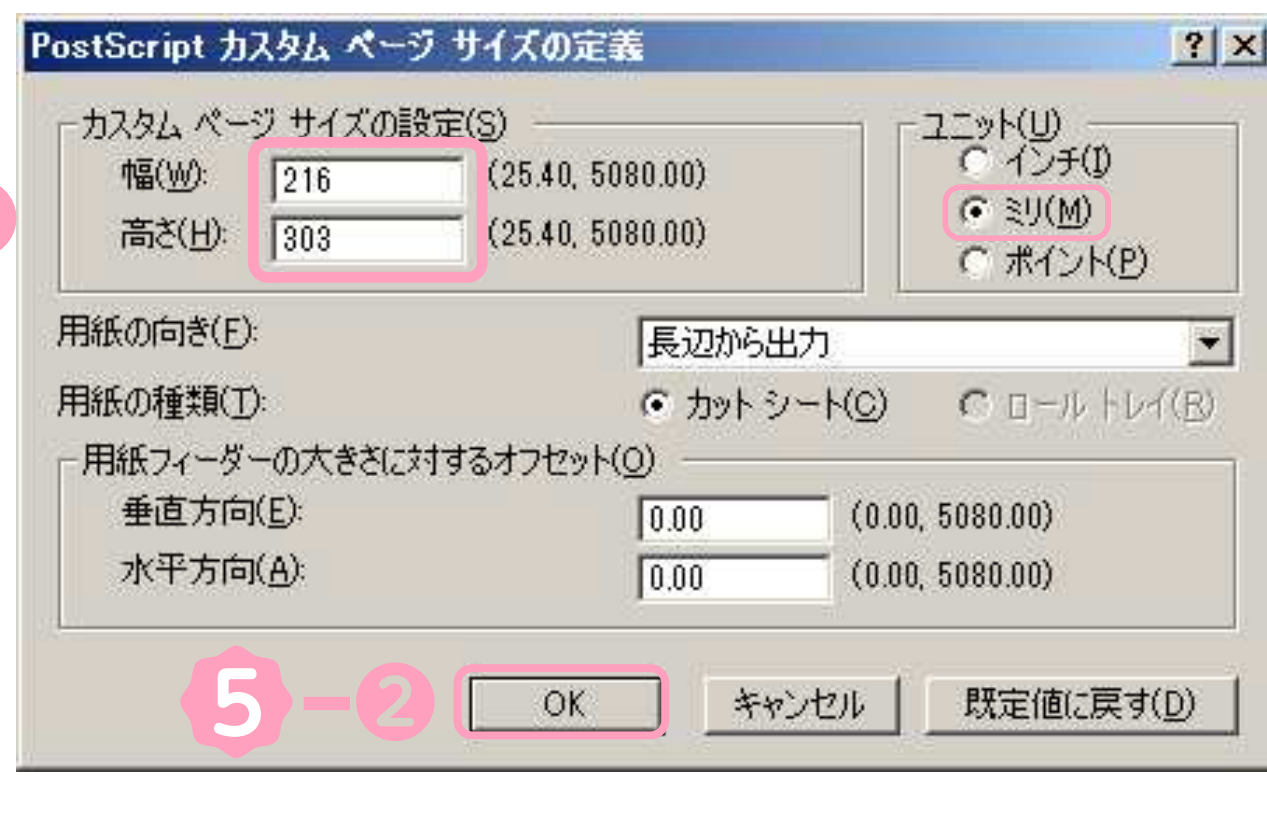 PostScript カスタム ページ サイズの定義
カスタム ページ サイズの設定(S)
幅(W): 216 (25.40, 5080.00)
高さ(H): 303 (25.40, 5080.00)
ユニット(U)
インチ(I)
ミリ(M)
ポイント(P)
用紙の向き(F): 長辺から出力
用紙の種類(T): カット シート(C) ロール トレイ(R)
用紙フィーダーの大きさに対するオフセット(O)
垂直方向(E): 0.00 (0.00, 5080.00)
水平方向(A): 0.00 (0.00, 5080.00)
5-2 OK キャンセル 既定値に戻す(D)